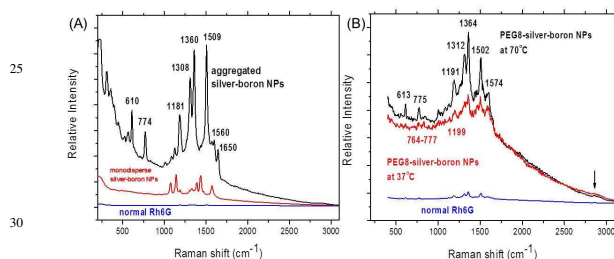 25
30
(A)
Relative Intensity
1509
1360
1308
aggregated
silver-boron NPs
610
774
1181
1560
1650
monodisperse
silver-boron NPs
normal Rh6G
500 1000 1500 2000 2500 3000
Raman shift (cm⁻¹)
(B)
Relative Intensity
1364
1312
1502
1191
1574
613
775
PEG8-silver-boron NPs
at 70°C
764-777
1199
PEG8-silver-boron NPs
at 37°C
normal Rh6G
500 1000 1500 2000 2500 3000
Raman shift (cm⁻¹)